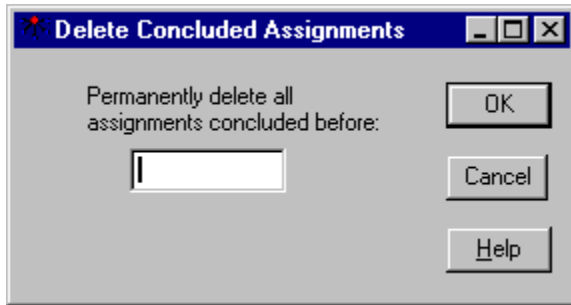 Delete Concluded Assignments
Permanently delete all
assignments concluded before:
OK
Cancel
Help